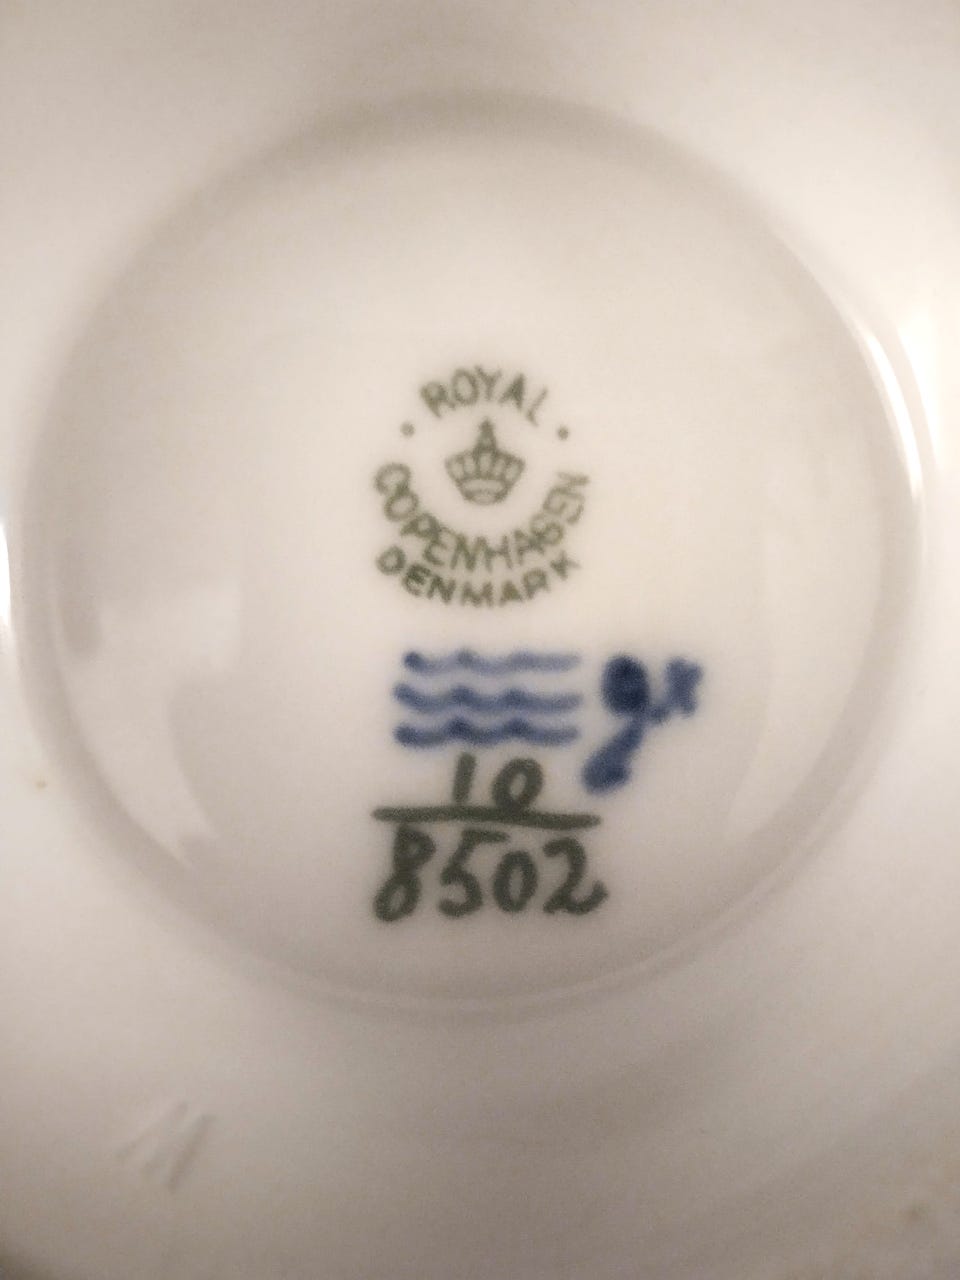 ROYAL
COPENHAGEN
DENMARK
10
8502